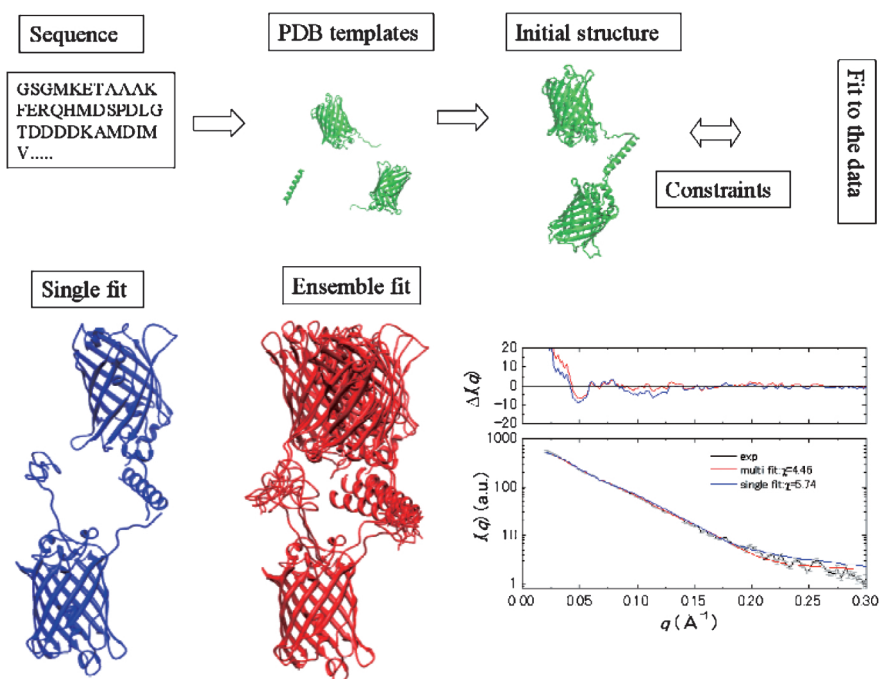 Sequence
PDB templates
Initial structure
GSGMKETAAAK
FERQHMDSPDLG
TDDDDKAMDIM
V.....
Fit to the data
Constraints
Single fit
Ensemble fit
20
10
0
-10
-20
ΔI(q)
1000
100
10
1
I(q) (a.u.)
exp
multi fit:χ=4.46
single fit:χ=5.74
0.00 0.05 0.10 0.15 0.20 0.25 0.30
q (Å⁻¹)